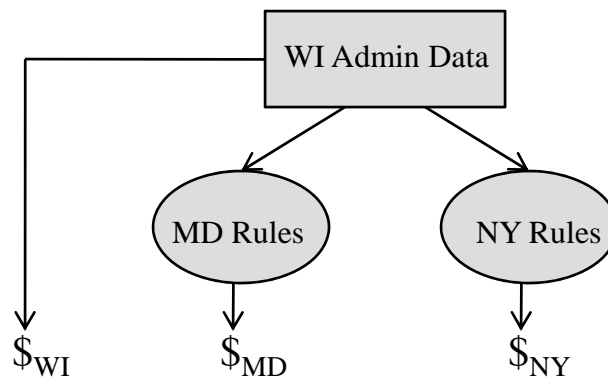 WI Admin Data
MD Rules
NY Rules
$WI
$MD
$NY